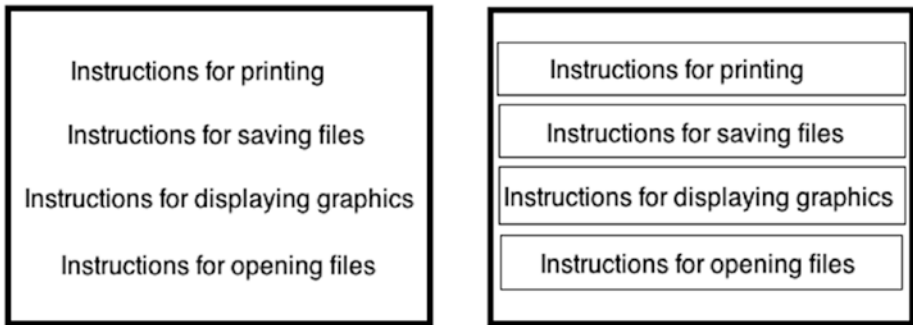 Instructions for printing
Instructions for saving files
Instructions for displaying graphics
Instructions for opening files
Instructions for printing
Instructions for saving files
Instructions for displaying graphics
Instructions for opening files